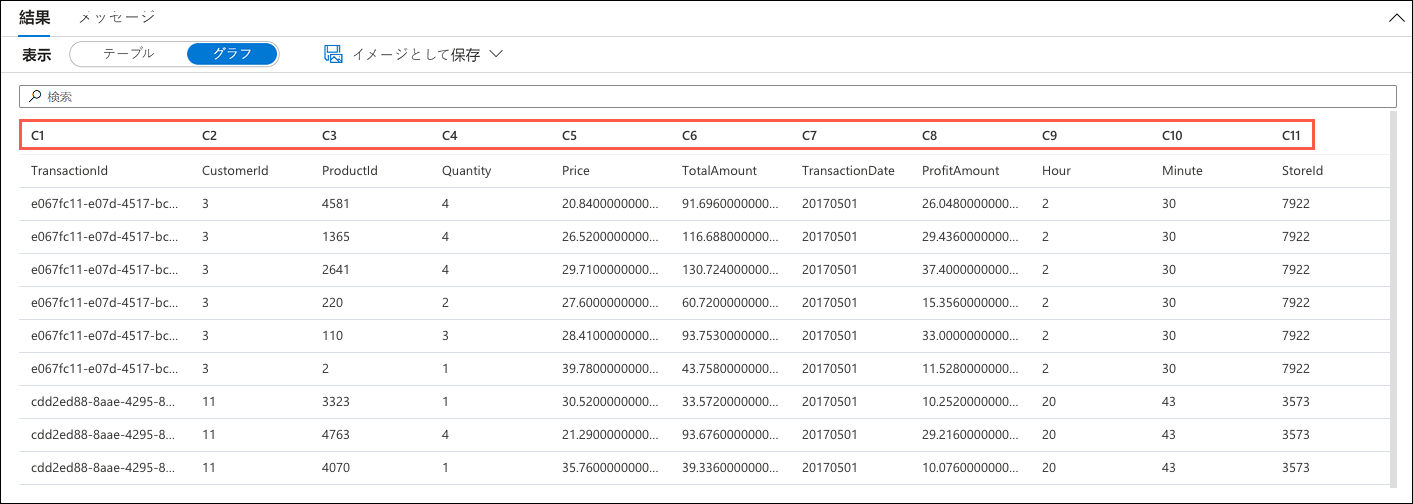 結果 メッセージ
表示 テーブル グラフ イメージとして保存
検索
C1 C2 C3 C4 C5 C6 C7 C8 C9 C10 C11
TransactionId CustomerId ProductId Quantity Price TotalAmount TransactionDate ProfitAmount Hour Minute StoreId
e067fc11-e07d-4517-bc... 3 4581 4 20.8400000000... 91.6960000000... 20170501 26.0480000000... 2 30 7922
e067fc11-e07d-4517-bc... 3 1365 4 26.5200000000... 116.688000000... 20170501 29.4360000000... 2 30 7922
e067fc11-e07d-4517-bc... 3 2641 4 29.7100000000... 130.724000000... 20170501 37.4000000000... 2 30 7922
e067fc11-e07d-4517-bc... 3 220 2 27.6000000000... 60.7200000000... 20170501 15.3560000000... 2 30 7922
e067fc11-e07d-4517-bc... 3 110 3 28.4100000000... 93.7530000000... 20170501 33.0000000000... 2 30 7922
e067fc11-e07d-4517-bc... 3 2 1 39.7800000000... 43.7580000000... 20170501 11.5280000000... 2 30 7922
cdd2ed88-8aae-4295-8... 11 3323 1 30.5200000000... 33.5720000000... 20170501 10.2520000000... 20 43 3573
cdd2ed88-8aae-4295-8... 11 4763 4 21.2900000000... 93.6760000000... 20170501 29.2160000000... 20 43 3573
cdd2ed88-8aae-4295-8... 11 4070 1 35.7600000000... 39.3360000000... 20170501 10.0760000000... 20 43 3573